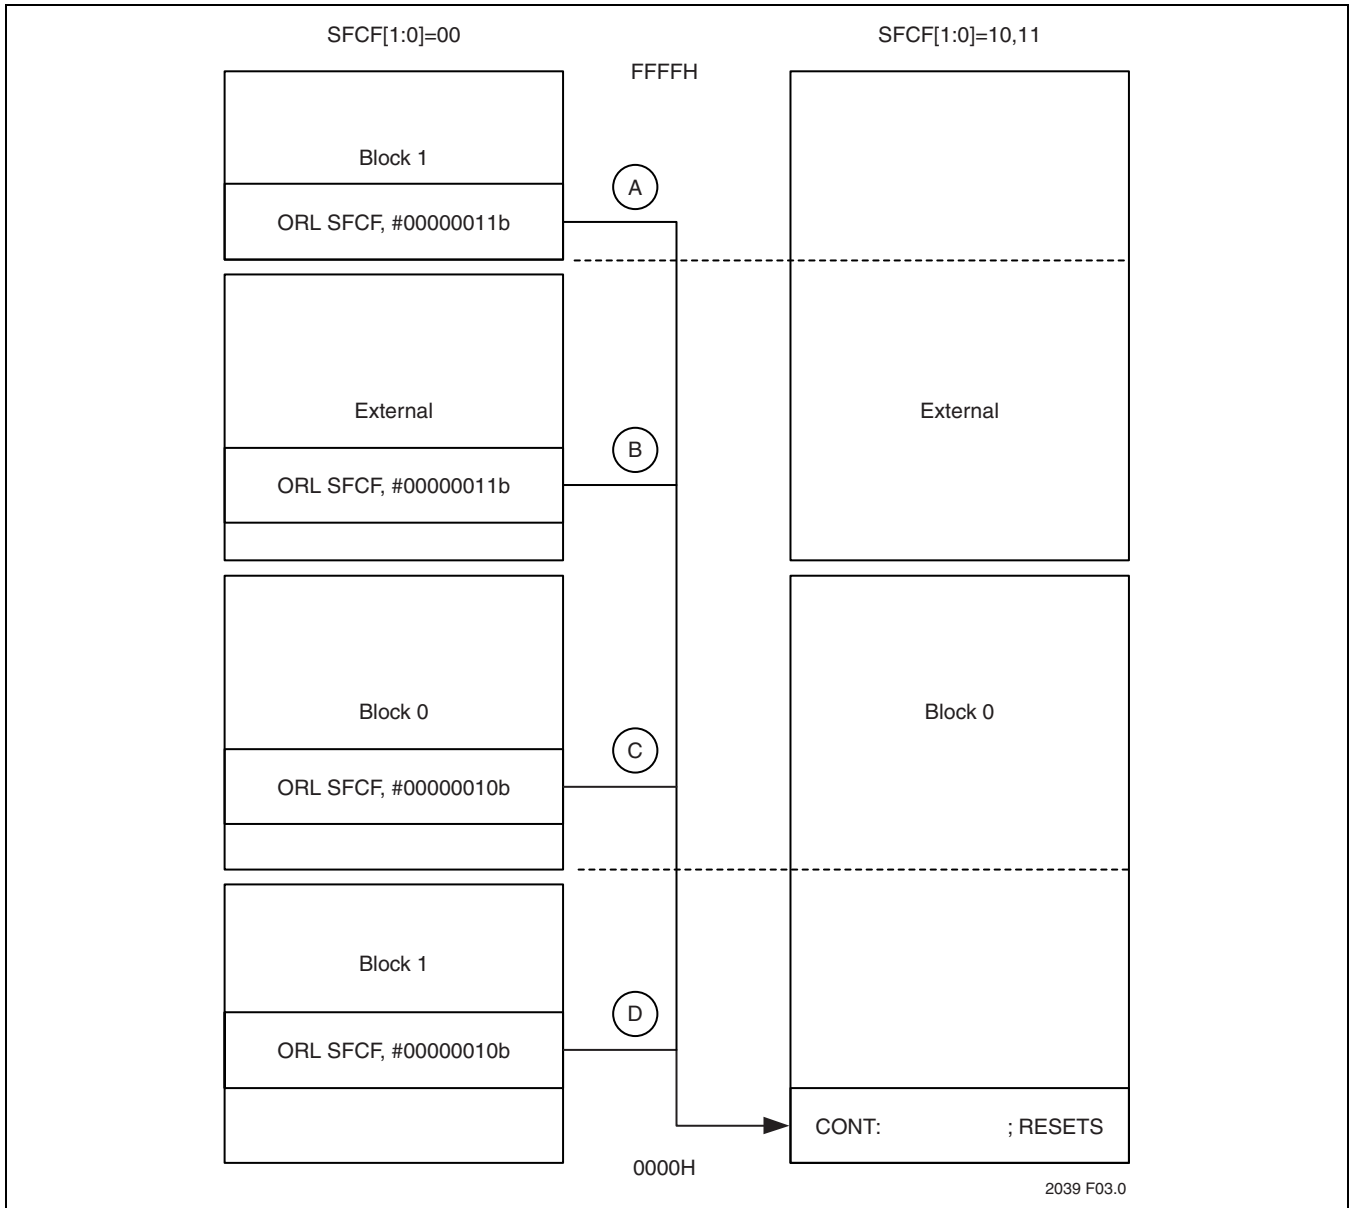 SFCF[1:0]=00
SFCF[1:0]=10,11
FFFFH
Block 1
A
ORL SFCF, #00000011b
External
External
B
ORL SFCF, #00000011b
Block 0
Block 0
C
ORL SFCF, #00000010b
Block 1
D
ORL SFCF, #00000010b
CONT: ; RESETS
0000H
2039 F03.0